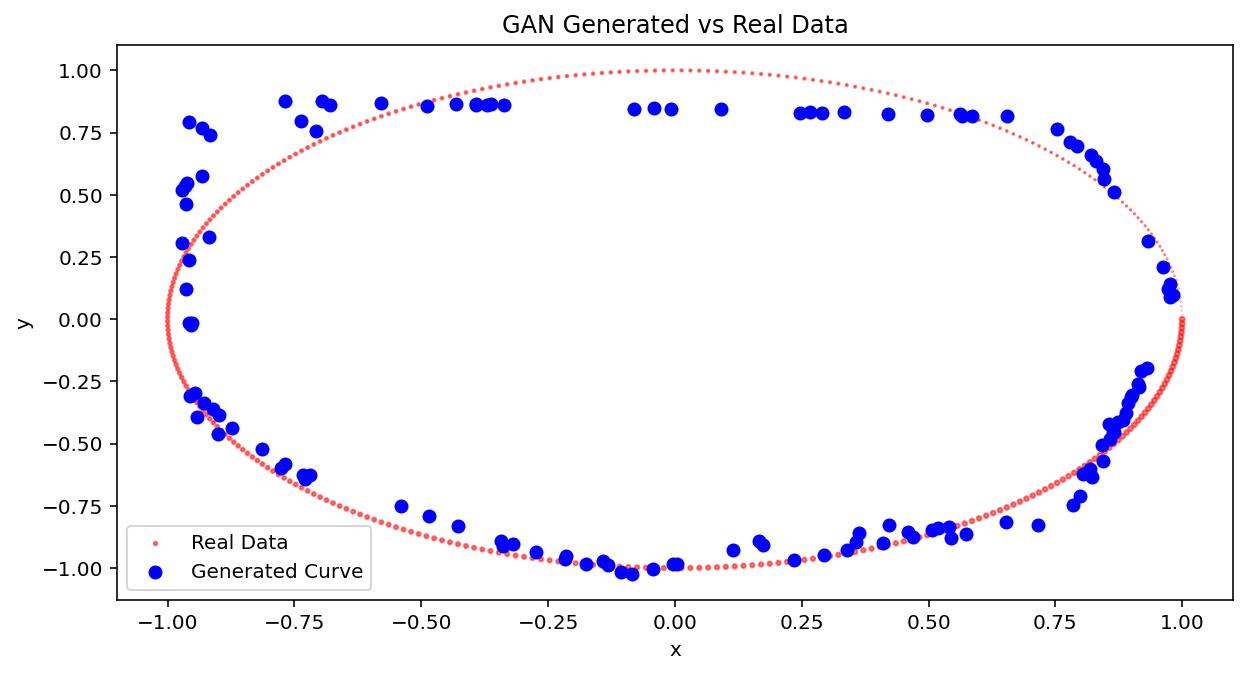 GAN Generated vs Real Data
1.00
0.75
0.50
0.25
0.00
−0.25
−0.50
−0.75
−1.00
y
Real Data
Generated Curve
−1.00 −0.75 −0.50 −0.25 0.00 0.25 0.50 0.75 1.00
x